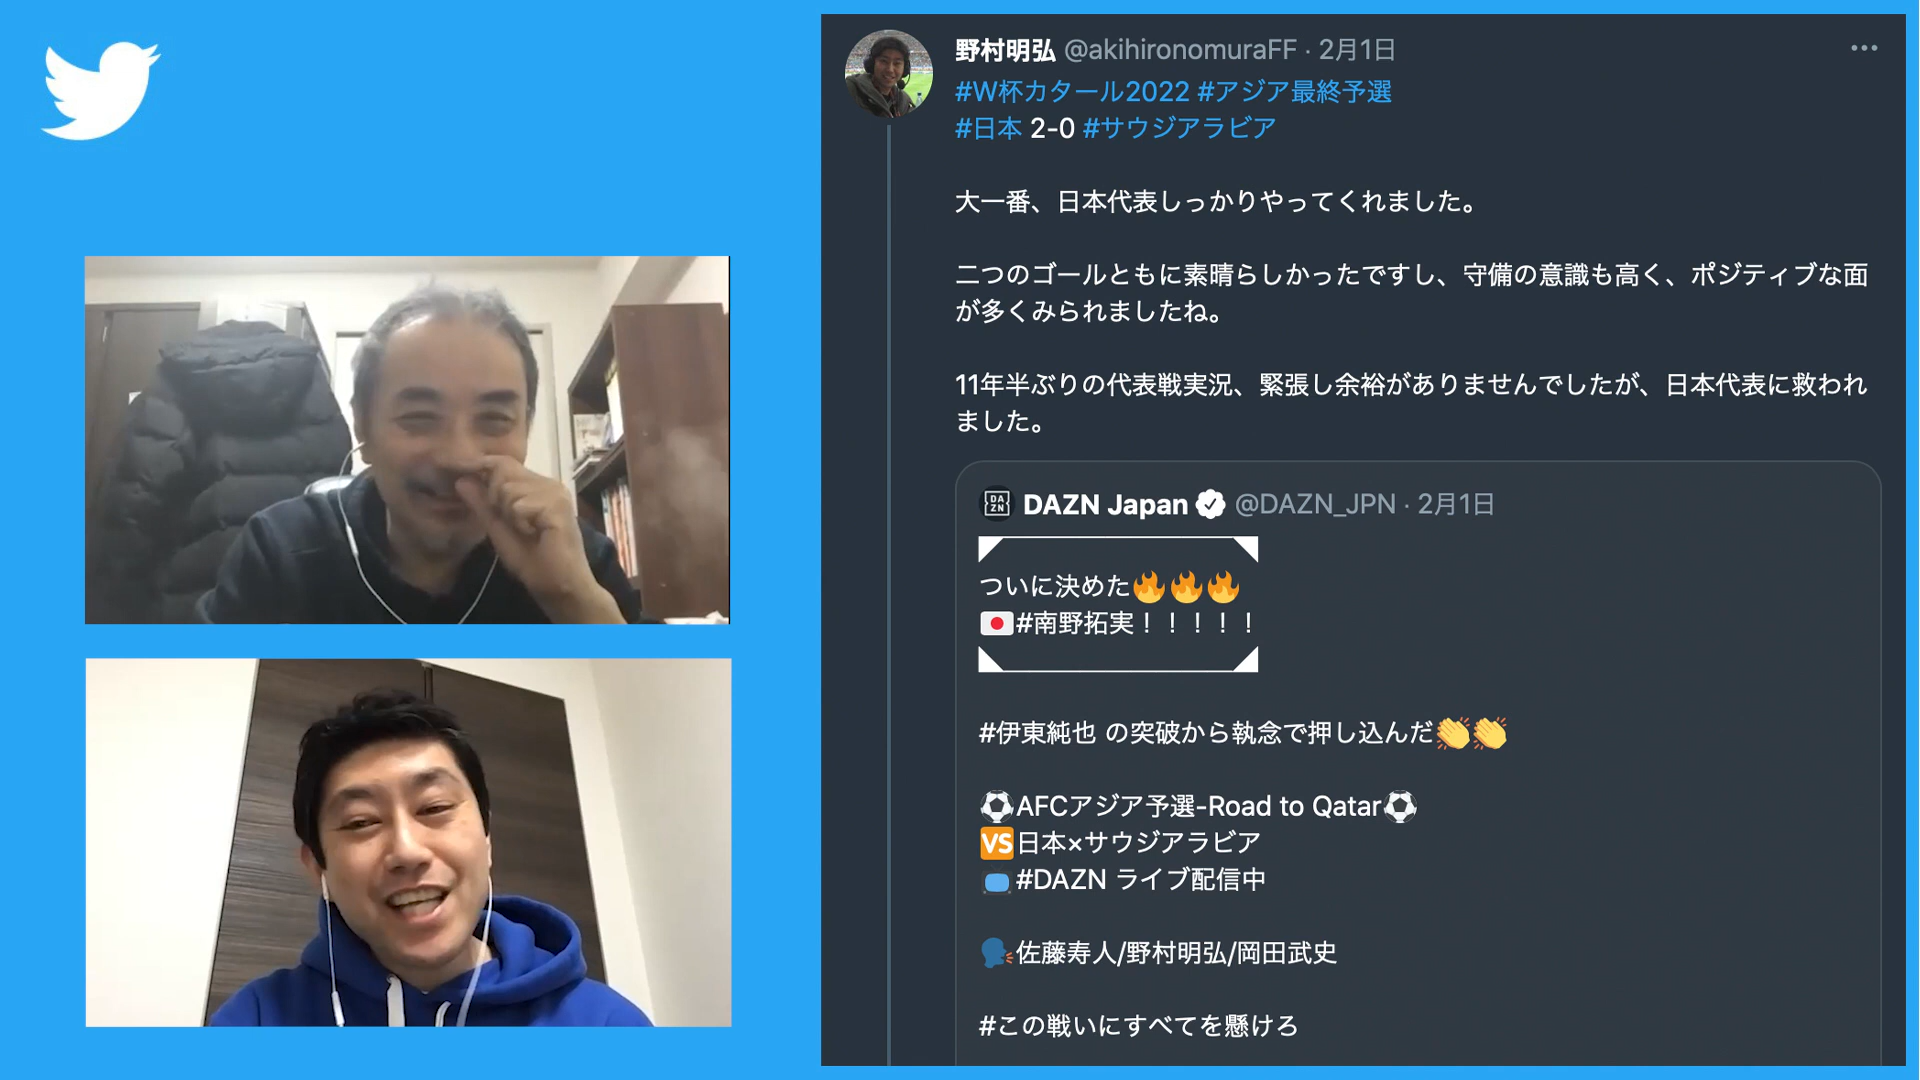 野村明弘 @akihironomuraFF · 2月1日
#W杯カタール2022 #アジア最終予選
#日本 2-0 #サウジアラビア
大一番、日本代表しっかりやってくれました。
二つのゴールともに素晴らしかったですし、守備の意識も高く、ポジティブな面
が多くみられましたね。
11年半ぶりの代表戦実況、緊張し余裕がありませんでしたが、日本代表に救われ
ました。
DAZN DAZN Japan @DAZN_JPN · 2月1日
ついに決めた🔥🔥🔥
🇯🇵#南野拓実！！！！！
#伊東純也 の突破から執念で押し込んだ👏👏
⚽AFCアジア予選-Road to Qatar⚽
🆚日本×サウジアラビア
📺#DAZN ライブ配信中
🗣佐藤寿人/野村明弘/岡田武史
#この戦いにすべてを懸けろ